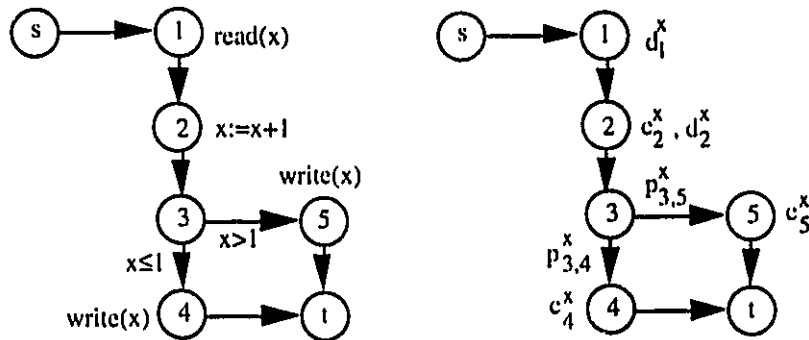 s 1 read(x)
2 x:=x+1
write(x)
3 x>1 5
x≤1
write(x) 4 t
s 1 d₁ˣ
2 c₂ˣ , d₂ˣ
p₃,₅ˣ
3 5 c₅ˣ
p₃,₄ˣ
c₄ˣ 4 t